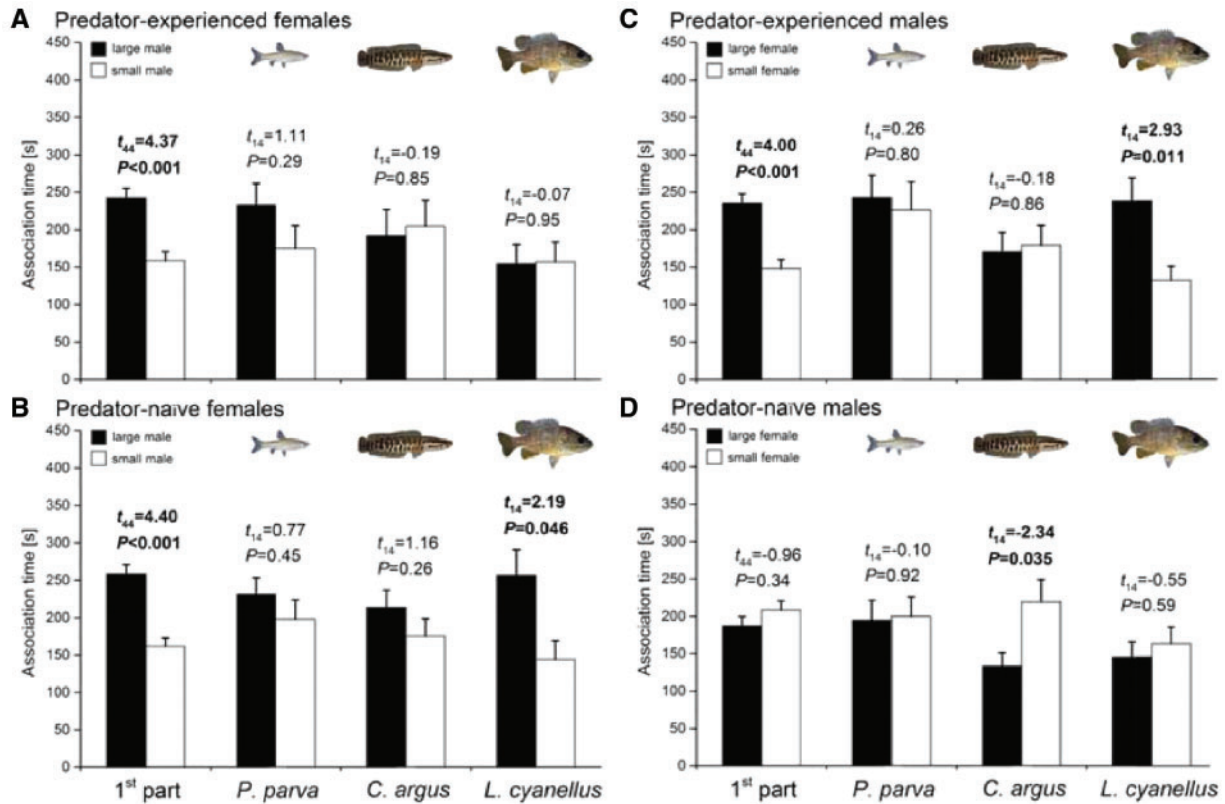 A Predator-experienced females
large male
small male
Association time [s]
450
400
350
300
250
200
150
100
50
0
t44=4.37
P<0.001
t14=1.11
P=0.29
t14=-0.19
P=0.85
t14=-0.07
P=0.95
B Predator-naïve females
large male
small male
Association time [s]
450
400
350
300
250
200
150
100
50
0
t44=4.40
P<0.001
t14=0.77
P=0.45
t14=1.16
P=0.26
t14=2.19
P=0.046
1st part P. parva C. argus L. cyanellus
C Predator-experienced males
large female
small female
Association time [s]
450
400
350
300
250
200
150
100
50
0
t44=4.00
P<0.001
t14=0.26
P=0.80
t14=-0.18
P=0.86
t14=2.93
P=0.011
D Predator-naïve males
large female
small female
Association time [s]
450
400
350
300
250
200
150
100
50
0
t44=-0.96
P=0.34
t14=-0.10
P=0.92
t14=-2.34
P=0.035
t14=-0.55
P=0.59
1st part P. parva C. argus L. cyanellus